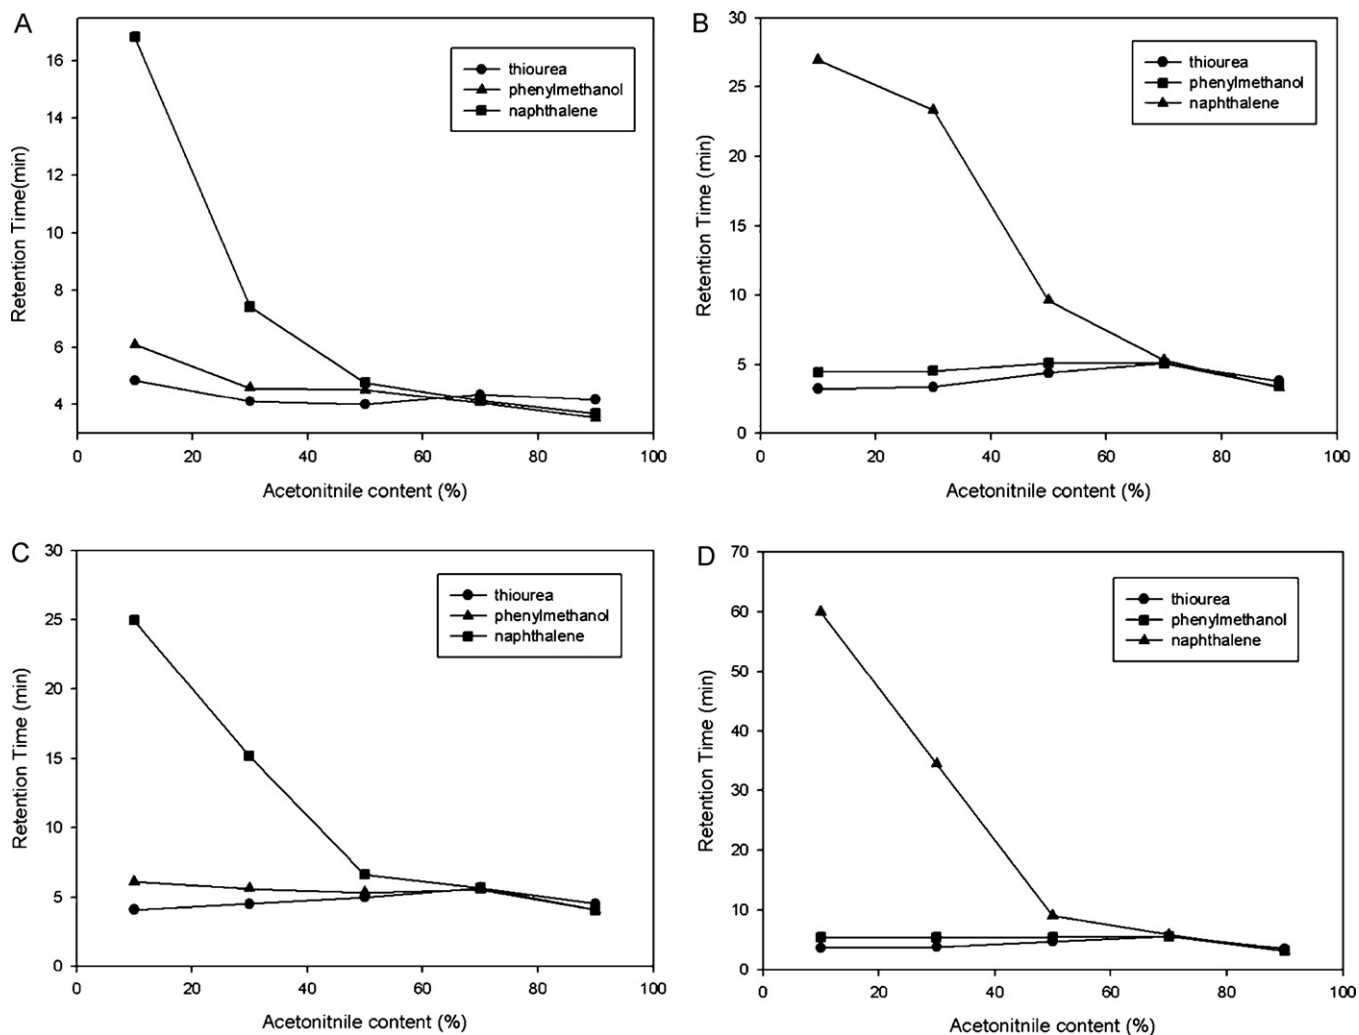 A
Retention Time(min)
16
14
12
10
8
6
4
thiourea
phenylmethanol
naphthalene
0 20 40 60 80 100
Acetonitnile content (%)
B
Retention Time (min)
30
25
20
15
10
5
0
thiourea
phenylmethanol
naphthalene
0 20 40 60 80 100
Acetonitnile content (%)
C
Retention Time (min)
30
25
20
15
10
5
0
thiourea
phenylmethanol
naphthalene
0 20 40 60 80 100
Acetonitnile content (%)
D
Retention Time (min)
70
60
50
40
30
20
10
0
thiourea
phenylmethanol
naphthalene
0 20 40 60 80 100
Acetonitnile content (%)